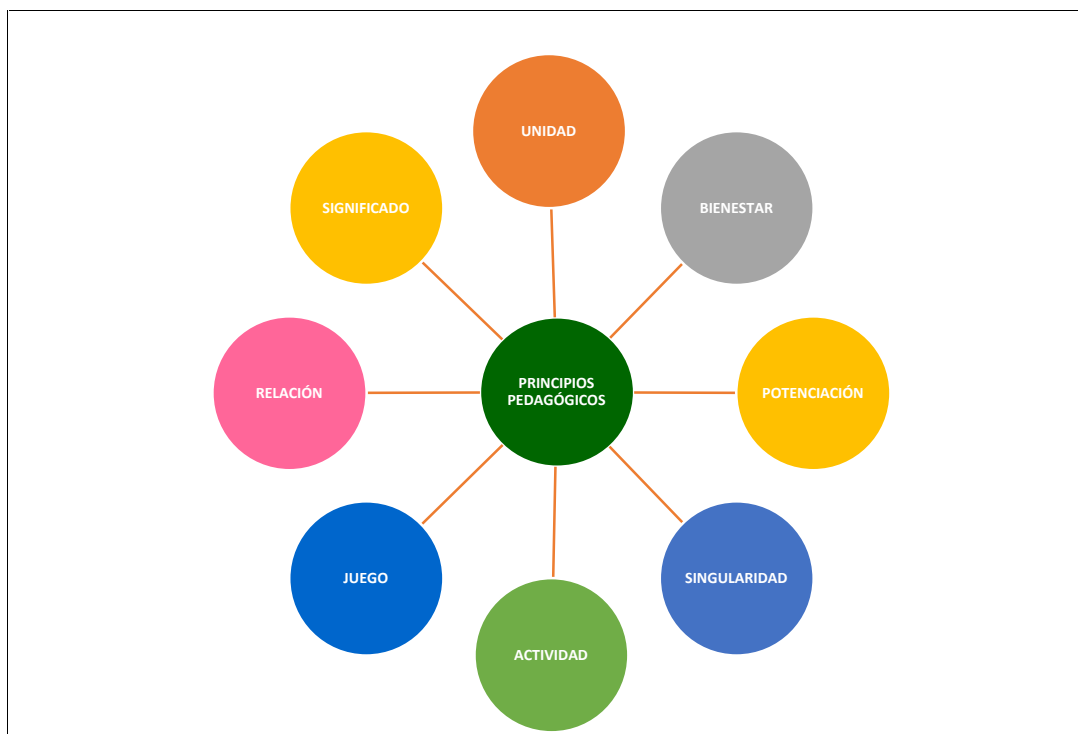 UNIDAD
SIGNIFICADO
BIENESTAR
RELACIÓN
PRINCIPIOS
PEDAGÓGICOS
POTENCIACIÓN
JUEGO
SINGULARIDAD
ACTIVIDAD